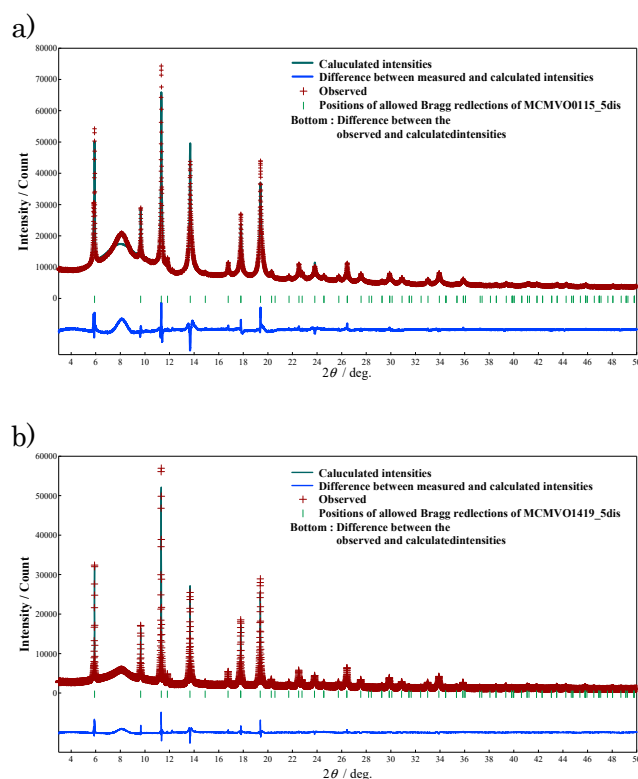 a)
80000
70000
60000
50000
40000
30000
20000
10000
0
Intensity / Count
Caluculated intensities
Difference between measured and calculated intensities
Observed
Positions of allowed Bragg redlections of MCMVO0115_5dis
Bottom : Difference between the
observed and calculatedintensities
4 6 8 10 12 14 16 18 20 22 24 26 28 30 32 34 36 38 40 42 44 46 48 50
2θ / deg.
b)
60000
50000
40000
30000
20000
10000
0
Intensity / Count
Caluculated intensities
Difference between measured and calculated intensities
Observed
Positions of allowed Bragg redlections of MCMVO1419_5dis
Bottom : Difference between the
observed and calculatedintensities
4 6 8 10 12 14 16 18 20 22 24 26 28 30 32 34 36 38 40 42 44 46 48 50
2θ / deg.